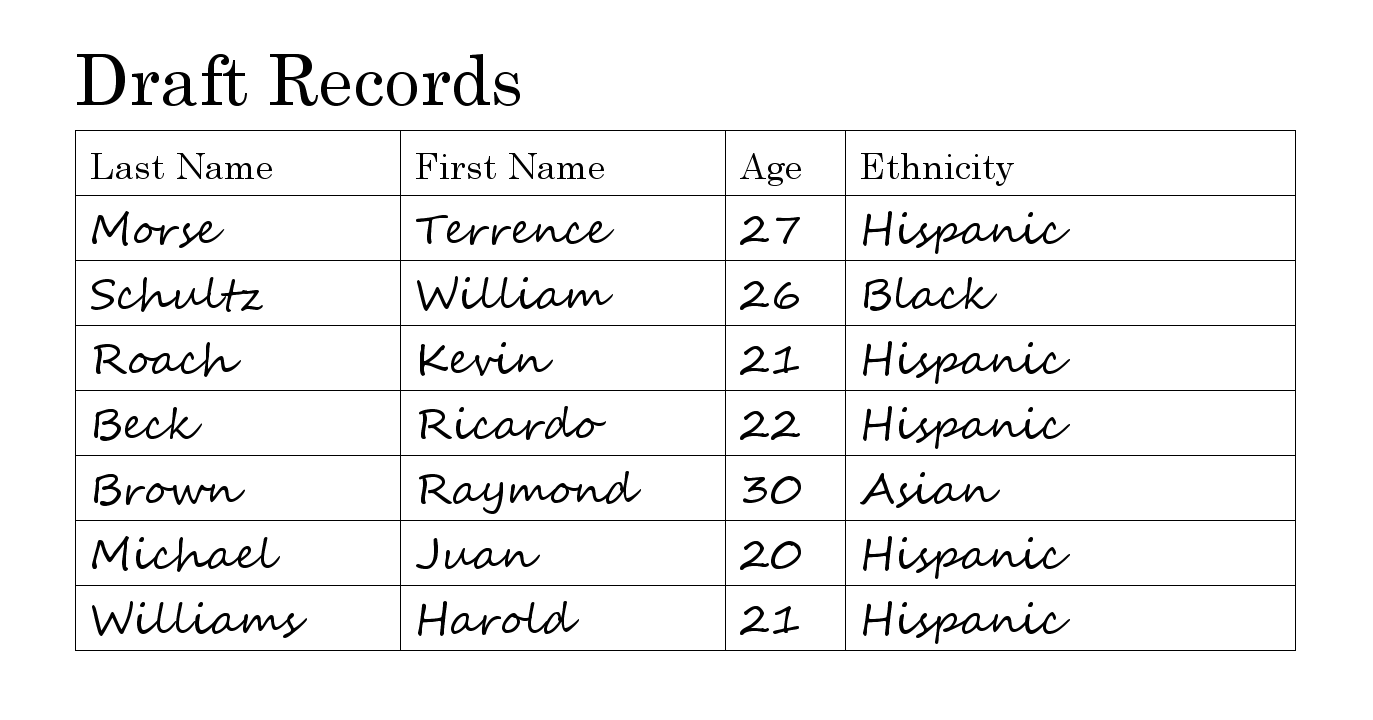 Draft Records
Last Name First Name Age Ethnicity
Morse Terrence 27 Hispanic
Schultz William 26 Black
Roach Kevin 21 Hispanic
Beck Ricardo 22 Hispanic
Brown Raymond 30 Asian
Michael Juan 20 Hispanic
Williams Harold 21 Hispanic